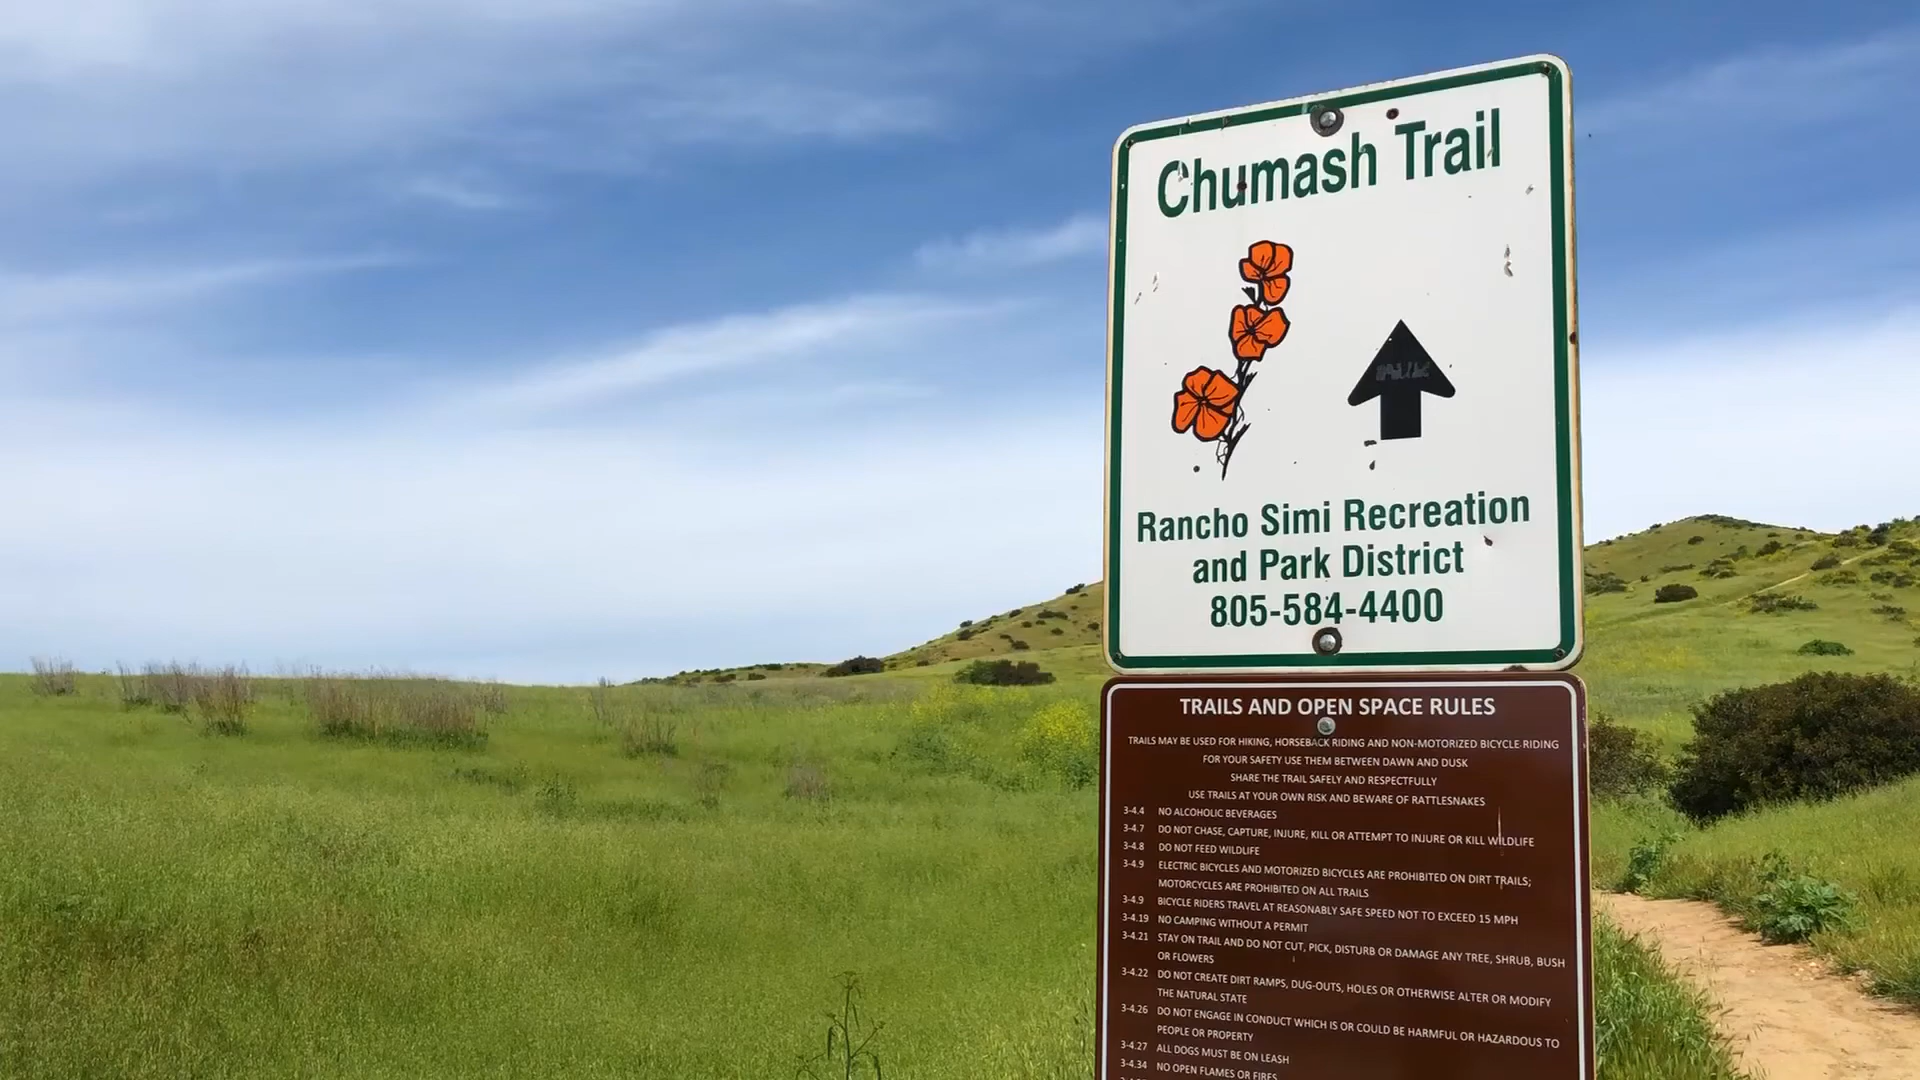 Chumash Trail
Rancho Simi Recreation
and Park District
805-584-4400
TRAILS AND OPEN SPACE RULES
TRAILS MAY BE USED FOR HIKING, HORSEBACK RIDING AND NON-MOTORIZED BICYCLE RIDING
FOR YOUR SAFETY USE THEM BETWEEN DAWN AND DUSK
SHARE THE TRAIL SAFELY AND RESPECTFULLY
USE TRAILS AT YOUR OWN RISK AND BEWARE OF RATTLESNAKES
3-4.4 NO ALCOHOLIC BEVERAGES
3-4.7 DO NOT CHASE, CAPTURE, INJURE, KILL OR ATTEMPT TO INJURE OR KILL WILDLIFE
3-4.8 DO NOT FEED WILDLIFE
3-4.9 ELECTRIC BICYCLES AND MOTORIZED BICYCLES ARE PROHIBITED ON DIRT TRAILS;
MOTORCYCLES ARE PROHIBITED ON ALL TRAILS
3-4.9 BICYCLE RIDERS TRAVEL AT REASONABLY SAFE SPEED NOT TO EXCEED 15 MPH
3-4.19 NO CAMPING WITHOUT A PERMIT
3-4.21 STAY ON TRAIL AND DO NOT CUT, PICK, DISTURB OR DAMAGE ANY TREE, SHRUB, BUSH
OR FLOWERS
3-4.22 DO NOT CREATE DIRT RAMPS, DUG-OUTS, HOLES OR OTHERWISE ALTER OR MODIFY
THE NATURAL STATE
3-4.26 DO NOT ENGAGE IN CONDUCT WHICH IS OR COULD BE HARMFUL OR HAZARDOUS TO
PEOPLE OR PROPERTY
3-4.27 ALL DOGS MUST BE ON LEASH
3-4.34 NO OPEN FLAMES OR FIRES